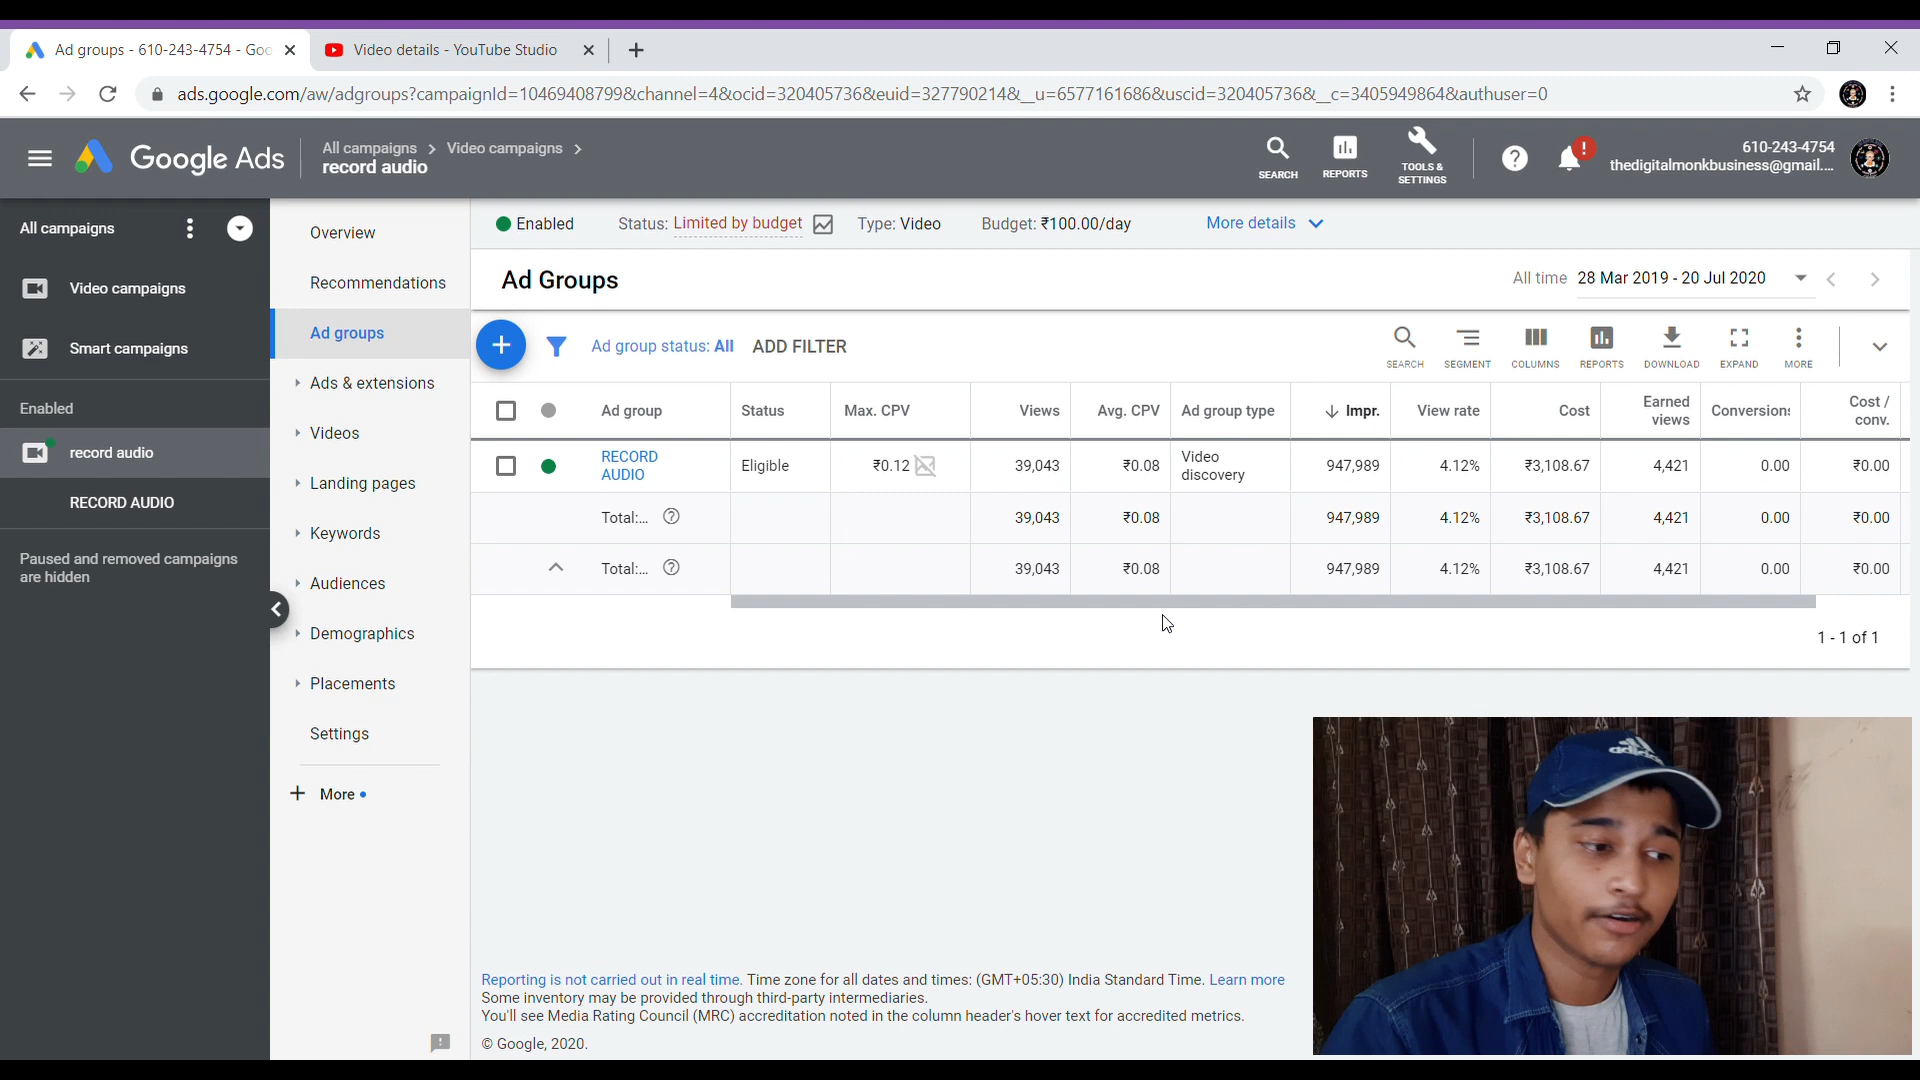 Ad groups - 610-243-4754 - Goo
Video details - YouTube Studio
ads.google.com/aw/adgroups?campaignId=10469408799&channel=4&ocid=320405736&euid=327790214&__u=6577161686&uscid=320405736&__c=3405949864&authuser=0
Google Ads
All campaigns > Video campaigns >
record audio
SEARCH
REPORTS
TOOLS &
SETTINGS
610-243-4754
thedigitalmonkbusiness@gmail....
All campaigns
Video campaigns
Smart campaigns
Enabled
record audio
RECORD AUDIO
Paused and removed campaigns
are hidden
Overview
Recommendations
Ad groups
Ads & extensions
Videos
Landing pages
Keywords
Audiences
Demographics
Placements
Settings
+ More
Enabled Status: Limited by budget Type: Video Budget: ₹100.00/day More details
Ad Groups
All time 28 Mar 2019 - 20 Jul 2020
Ad group status: All ADD FILTER
SEARCH SEGMENT COLUMNS REPORTS DOWNLOAD EXPAND MORE
Ad group Status Max. CPV Views Avg. CPV Ad group type Impr. View rate Cost Earned views Conversions Cost / conv.
RECORD AUDIO Eligible ₹0.12 39,043 ₹0.08 Video discovery 947,989 4.12% ₹3,108.67 4,421 0.00 ₹0.00
Total:... 39,043 ₹0.08 947,989 4.12% ₹3,108.67 4,421 0.00 ₹0.00
Total:... 39,043 ₹0.08 947,989 4.12% ₹3,108.67 4,421 0.00 ₹0.00
1 - 1 of 1
Reporting is not carried out in real time. Time zone for all dates and times: (GMT+05:30) India Standard Time. Learn more
Some inventory may be provided through third-party intermediaries.
You'll see Media Rating Council (MRC) accreditation noted in the column header's hover text for accredited metrics.
© Google, 2020.
adidas